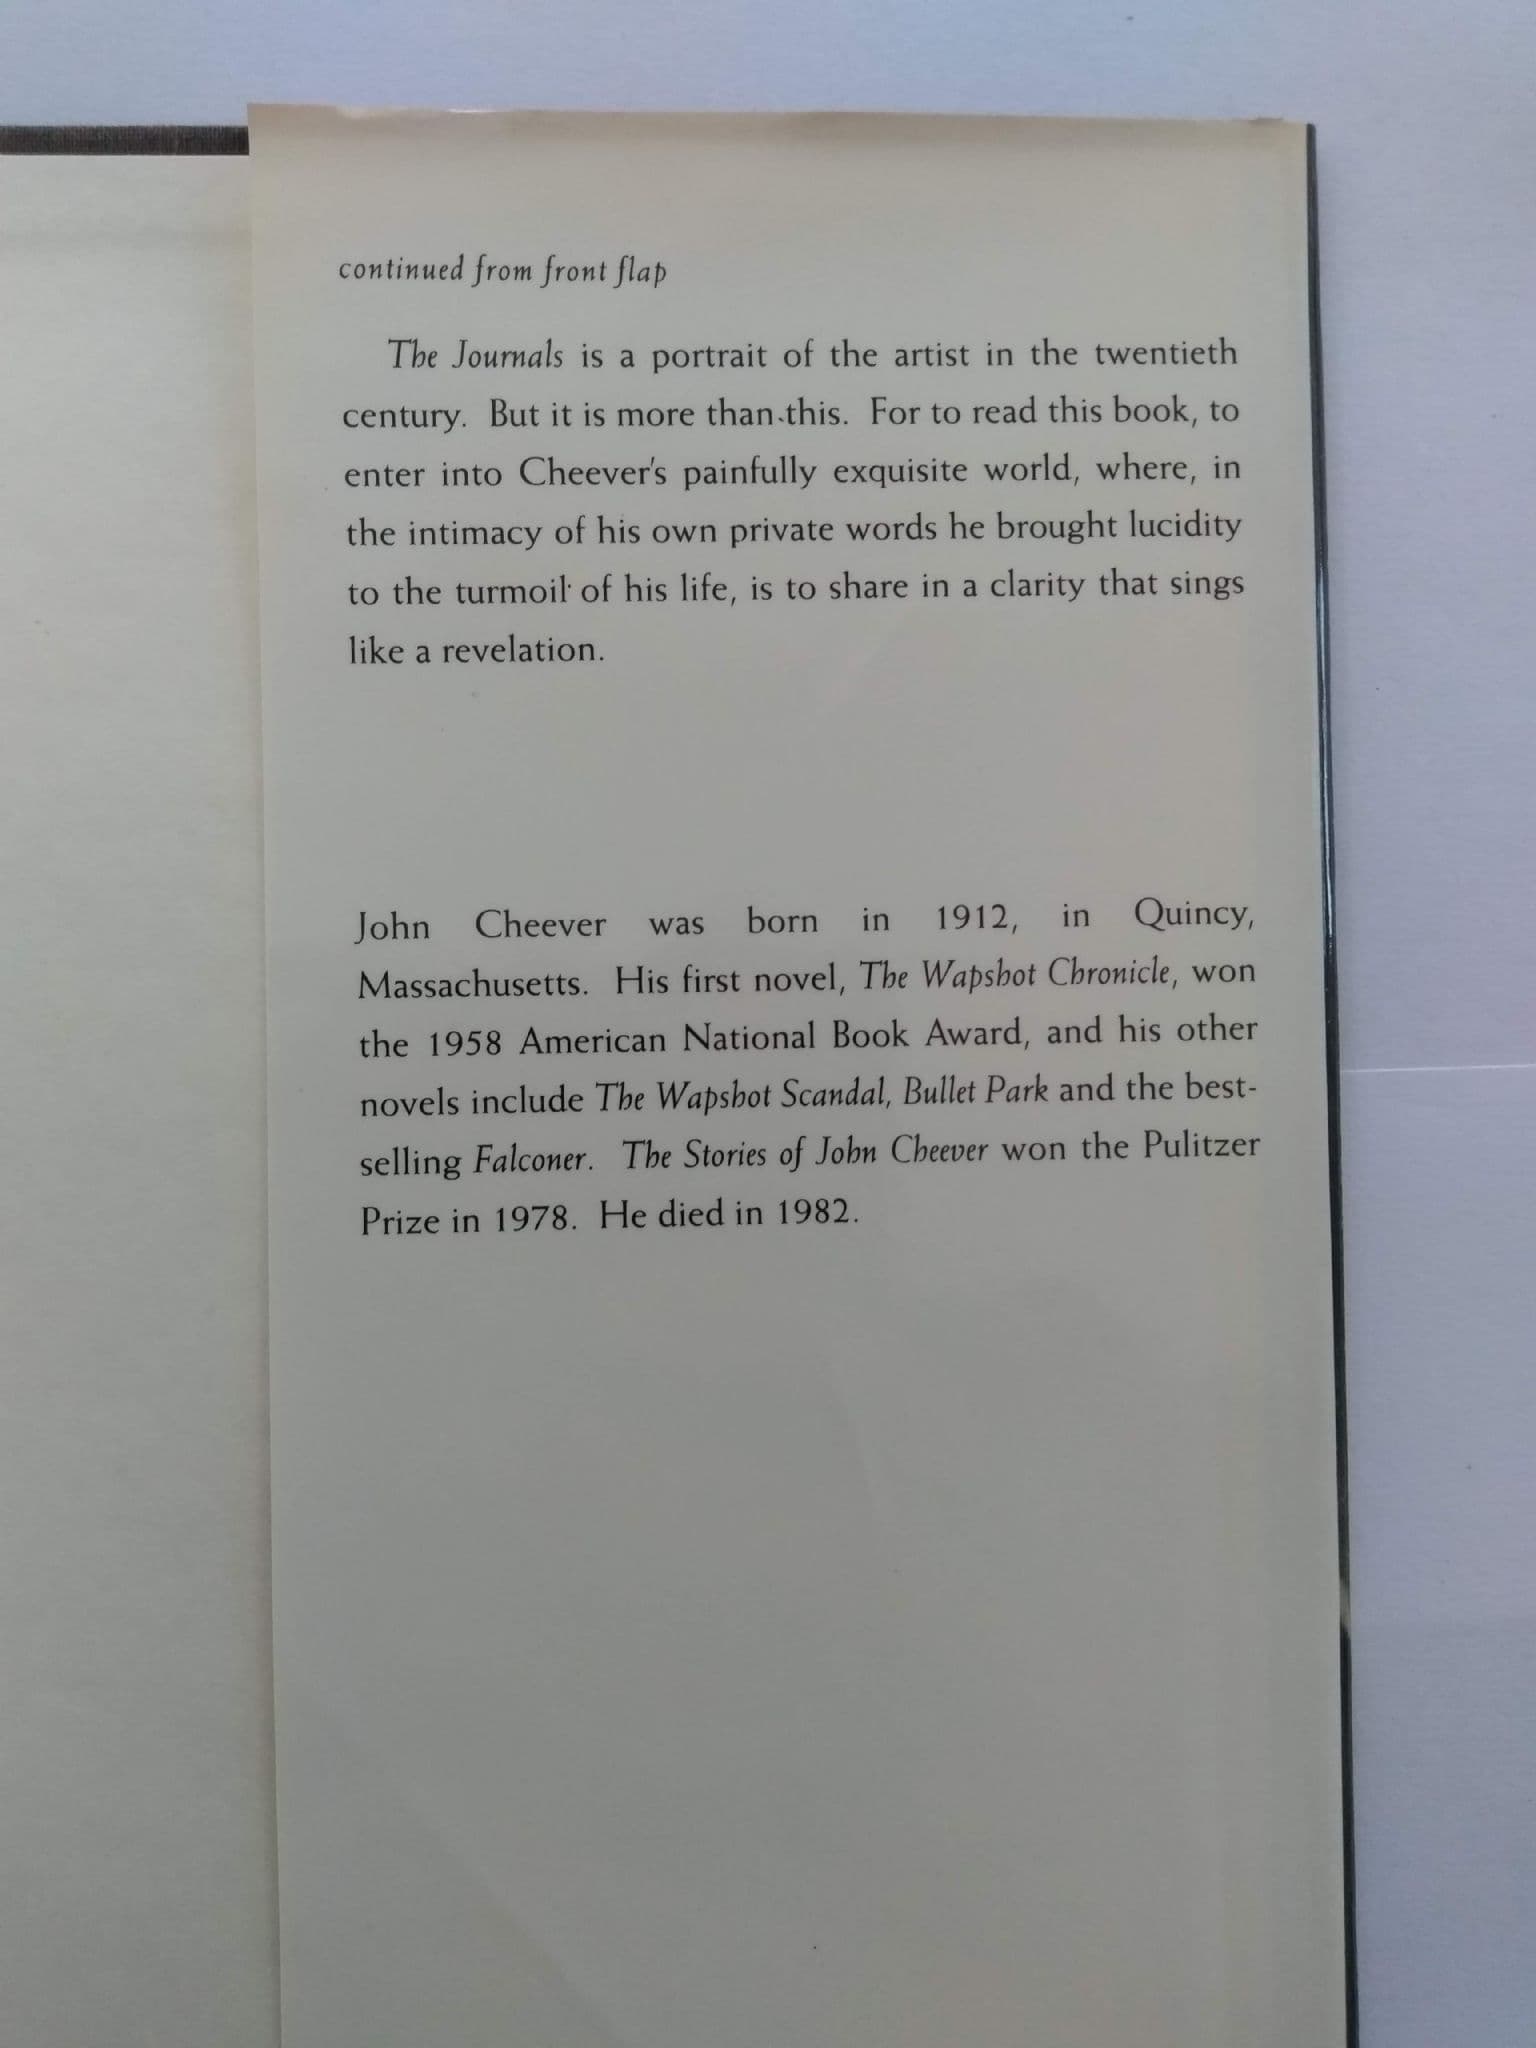 continued from front flap
The Journals is a portrait of the artist in the twentieth
century. But it is more than this. For to read this book, to
enter into Cheever's painfully exquisite world, where, in
the intimacy of his own private words he brought lucidity
to the turmoil of his life, is to share in a clarity that sings
like a revelation.
John Cheever was born in 1912, in Quincy,
Massachusetts. His first novel, The Wapshot Chronicle, won
the 1958 American National Book Award, and his other
novels include The Wapshot Scandal, Bullet Park and the best-
selling Falconer. The Stories of John Cheever won the Pulitzer
Prize in 1978. He died in 1982.